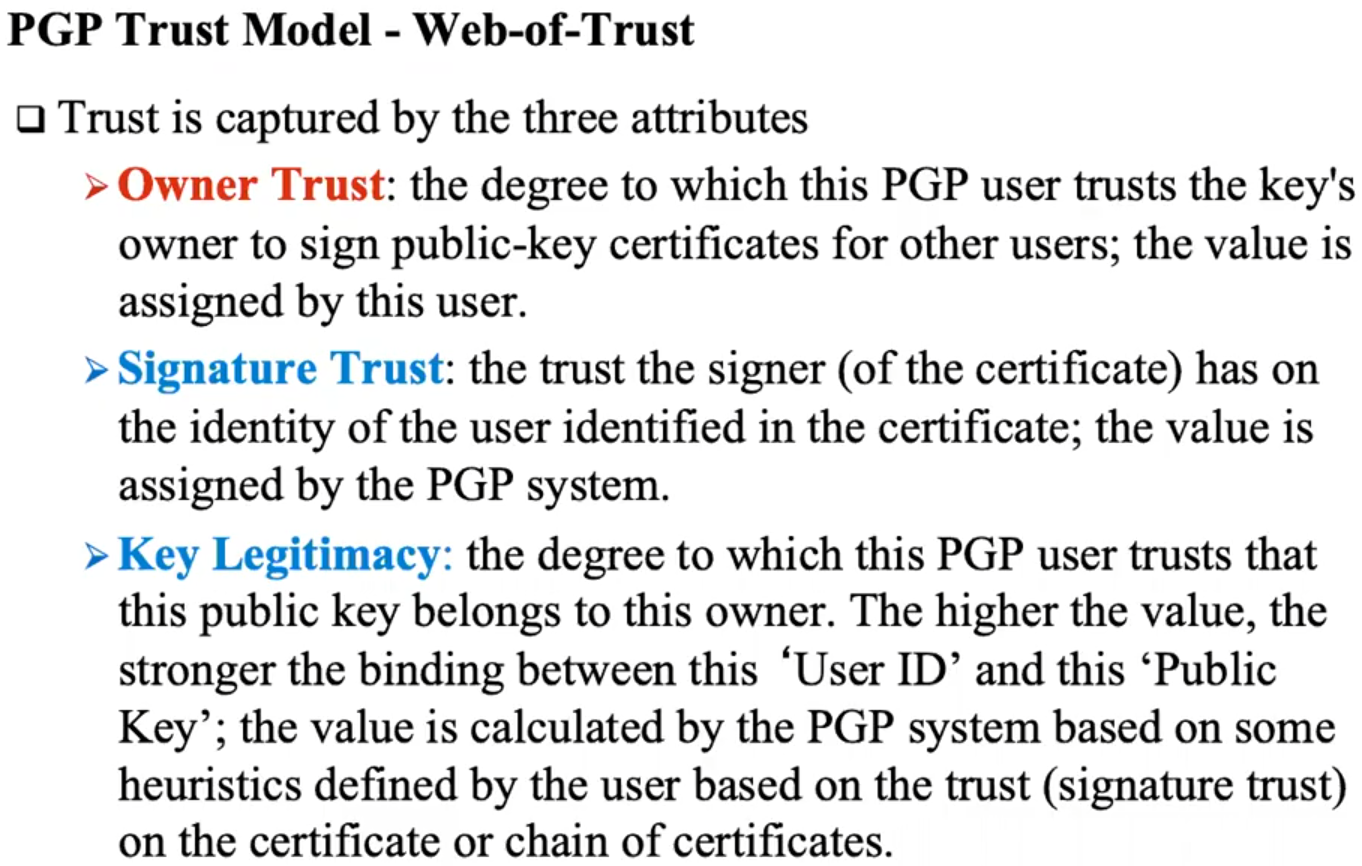 PGP Trust Model - Web-of-Trust
❑ Trust is captured by the three attributes
➢ Owner Trust: the degree to which this PGP user trusts the key's
owner to sign public-key certificates for other users; the value is
assigned by this user.
➢ Signature Trust: the trust the signer (of the certificate) has on
the identity of the user identified in the certificate; the value is
assigned by the PGP system.
➢ Key Legitimacy: the degree to which this PGP user trusts that
this public key belongs to this owner. The higher the value, the
stronger the binding between this ‘User ID’ and this ‘Public
Key’; the value is calculated by the PGP system based on some
heuristics defined by the user based on the trust (signature trust)
on the certificate or chain of certificates.